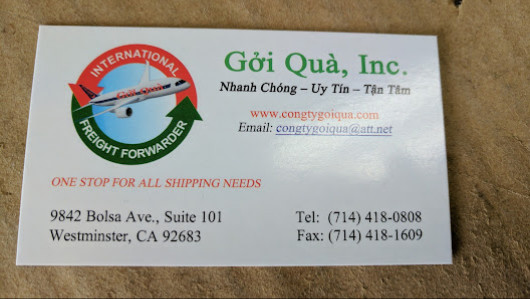 INTERNATIONAL
Gởi Quà
FREIGHT FORWARDER
Gởi Quà, Inc.
Nhanh Chóng – Uy Tín – Tận Tâm
www.congtygoiqua.com
Email: congtygoiqua@att.net
ONE STOP FOR ALL SHIPPING NEEDS
9842 Bolsa Ave., Suite 101
Westminster, CA 92683
Tel: (714) 418-0808
Fax: (714) 418-1609